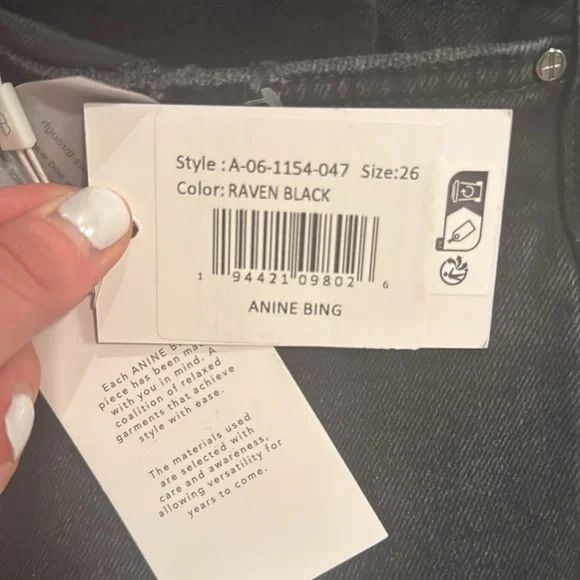 Style : A-06-1154-047 Size:26
Color: RAVEN BLACK
1 94421 09802 6
ANINE BING
Each ANINE B
Piece has been ma
with you in mind. A
coalition of relaxed
garments that achieve
style with ease.
The materials used
are selected with
care and awareness,
allowing versatility for
years to come.